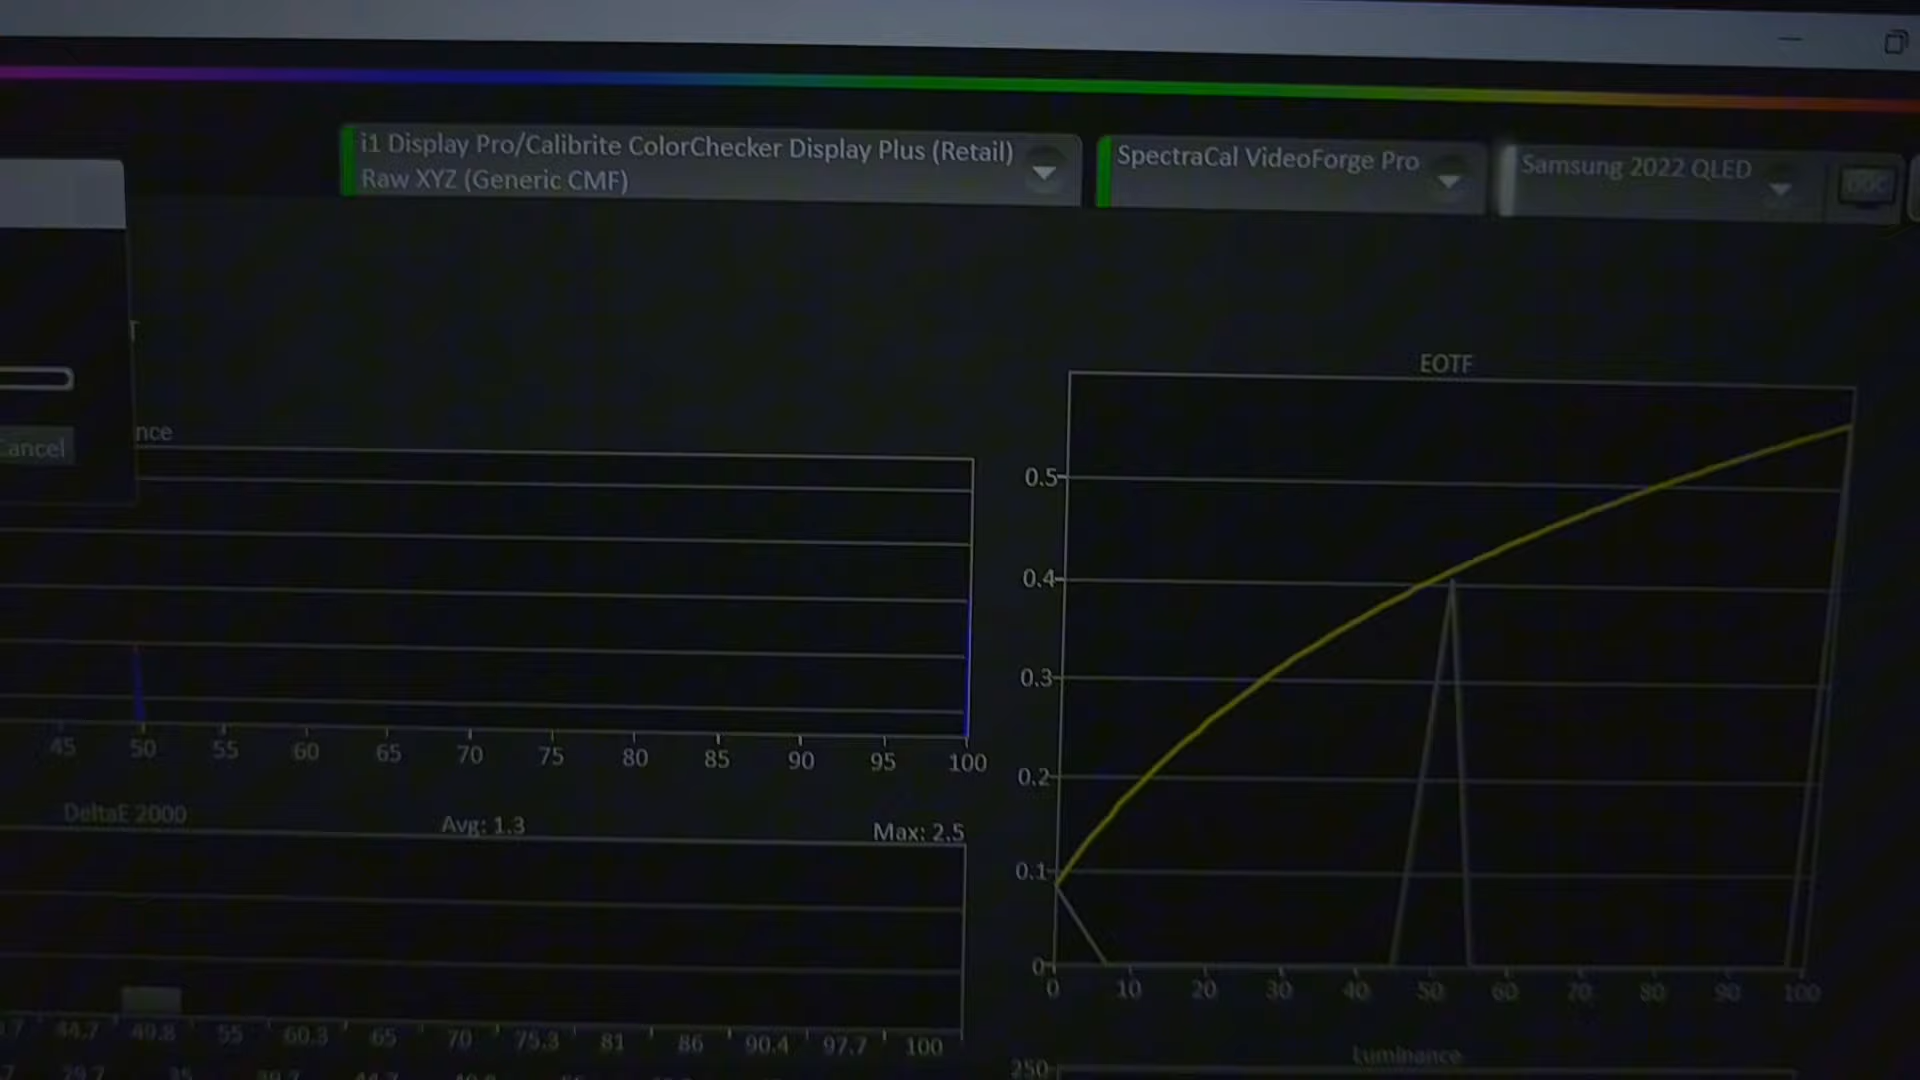 i1 Display Pro/Calibrite ColorChecker Display Plus (Retail)
Raw XYZ (Generic CMF)
SpectraCal VideoForge Pro
Samsung 2022 QLED
DDC
T
nce
Cancel
45 50 55 60 65 70 75 80 85 90 95 100
DeltaE 2000 Avg: 1.3 Max: 2.5
44.7 49.8 55 60.3 65 70 75.3 81 86 90.4 97.7 100
EOTF
0.5
0.4
0.3
0.2
0.1
0
0 10 20 30 40 50 60 70 80 90 100
Luminance
250